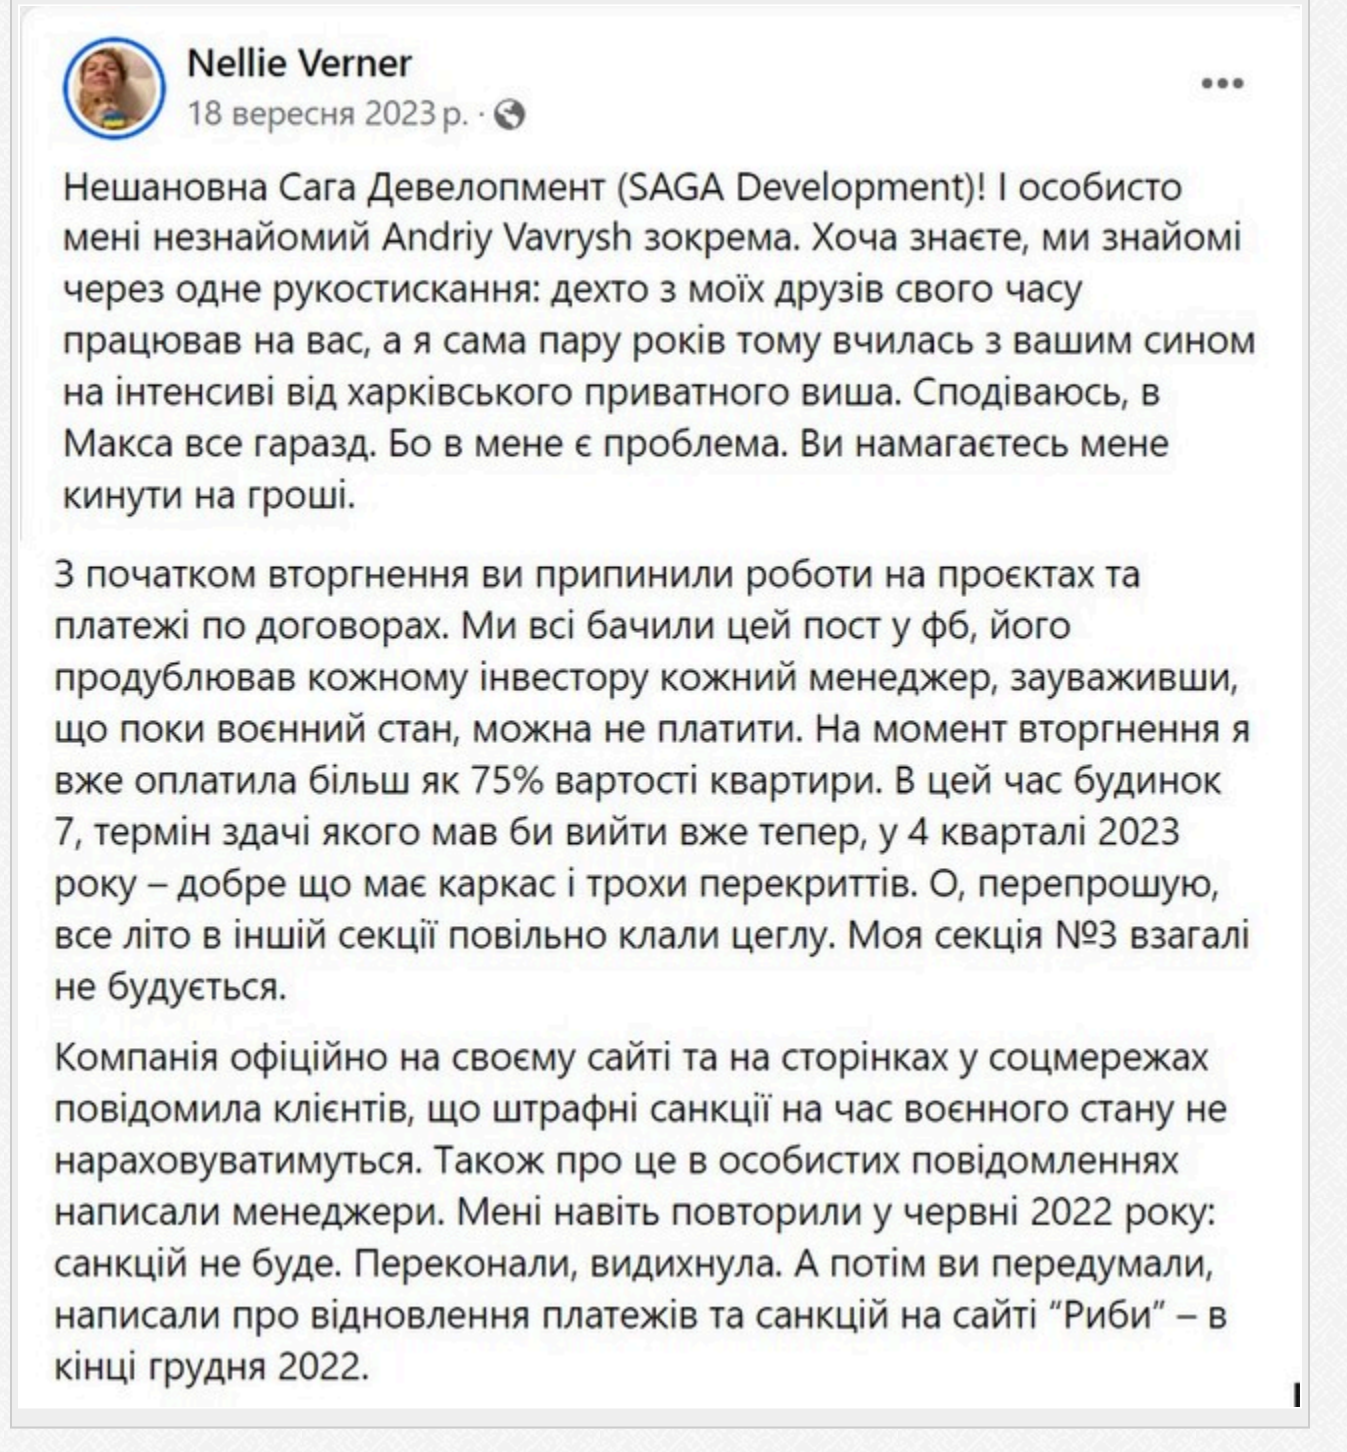 Nellie Verner
18 вересня 2023 р. ·
Нешановна Сага Девелопмент (SAGA Development)! І особисто
мені незнайомий Andriy Vavrysh зокрема. Хоча знаєте, ми знайомі
через одне рукостискання: дехто з моїх друзів свого часу
працював на вас, а я сама пару років тому вчилась з вашим сином
на інтенсиві від харківського приватного виша. Сподіваюсь, в
Макса все гаразд. Бо в мене є проблема. Ви намагаєтесь мене
кинути на гроші.
З початком вторгнення ви припинили роботи на проєктах та
платежі по договорах. Ми всі бачили цей пост у фб, його
продублював кожному інвестору кожний менеджер, зауваживши,
що поки воєнний стан, можна не платити. На момент вторгнення я
вже оплатила більш як 75% вартості квартири. В цей час будинок
7, термін здачі якого мав би вийти вже тепер, у 4 кварталі 2023
року – добре що має каркас і трохи перекриттів. О, перепрошую,
все літо в іншій секції повільно клали цеглу. Моя секція №3 взагалі
не будується.
Компанія офіційно на своєму сайті та на сторінках у соцмережах
повідомила клієнтів, що штрафні санкції на час воєнного стану не
нараховуватимуться. Також про це в особистих повідомленнях
написали менеджери. Мені навіть повторили у червні 2022 року:
санкцій не буде. Переконали, видихнула. А потім ви передумали,
написали про відновлення платежів та санкцій на сайті “Риби” – в
кінці грудня 2022.